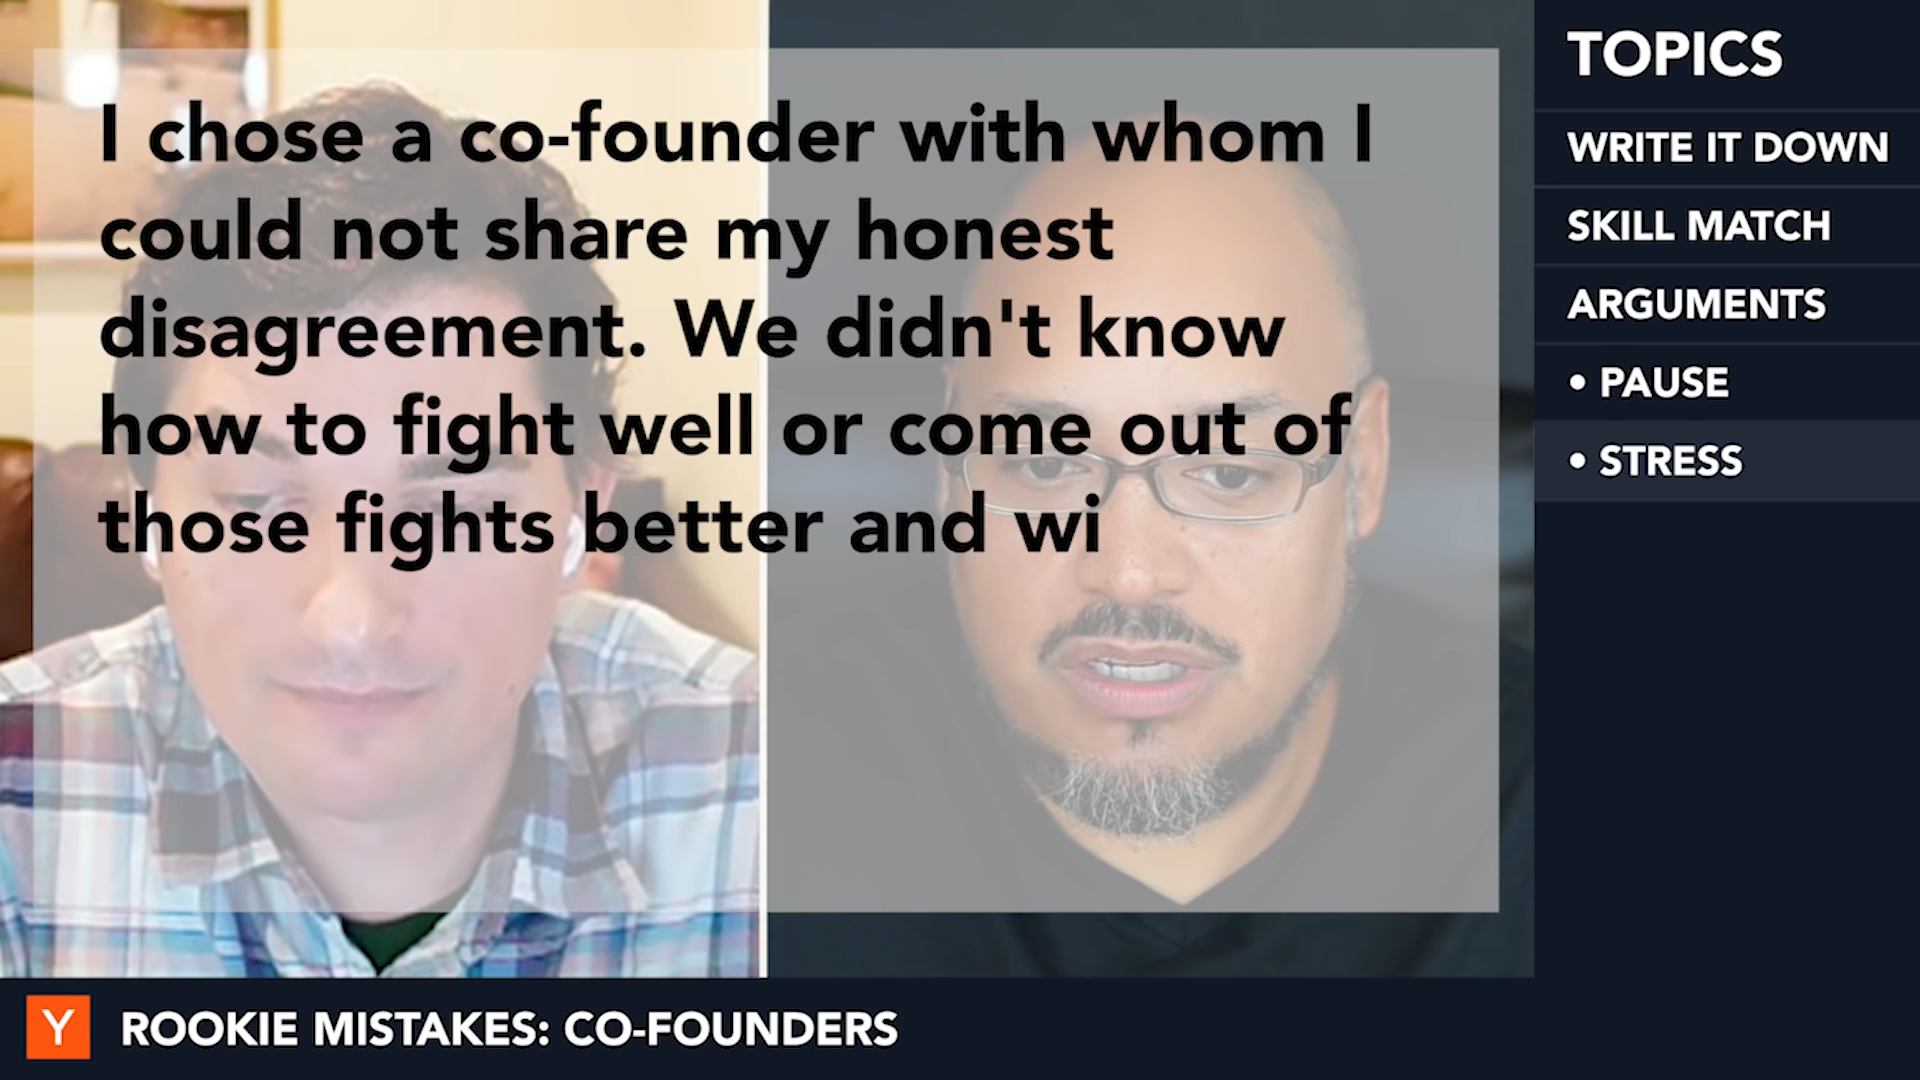 I chose a co-founder with whom I
could not share my honest
disagreement. We didn't know
how to fight well or come out of
those fights better and wi
TOPICS
WRITE IT DOWN
SKILL MATCH
ARGUMENTS
• PAUSE
• STRESS
Y ROOKIE MISTAKES: CO-FOUNDERS